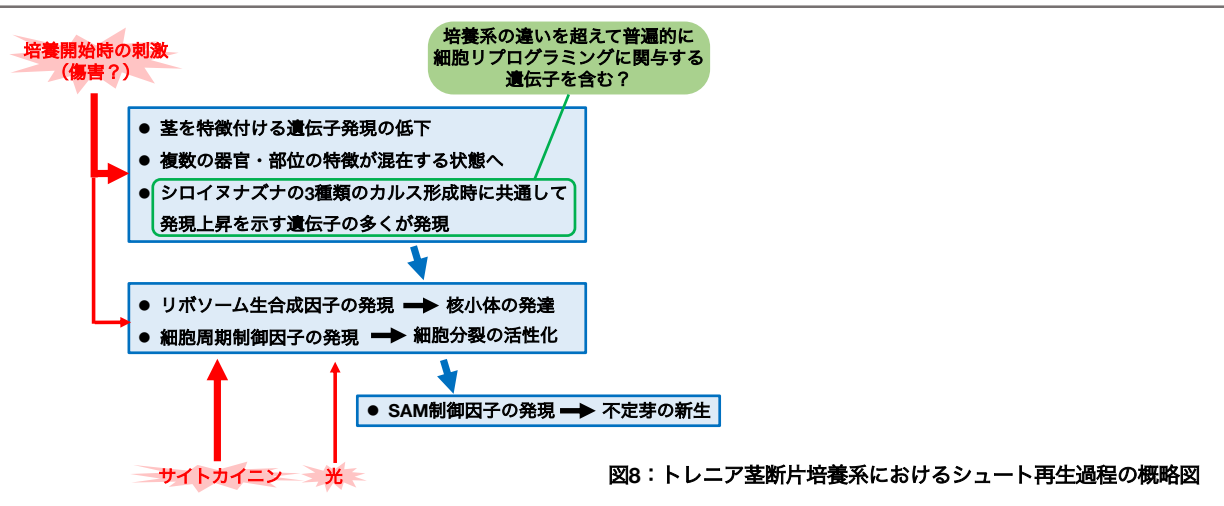 培養開始時の刺激
(傷害？)
培養系の違いを超えて普遍的に
細胞リプログラミングに関与する
遺伝子を含む？
● 茎を特徴付ける遺伝子発現の低下
● 複数の器官・部位の特徴が混在する状態へ
● シロイヌナズナの3種類のカルス形成時に共通して
発現上昇を示す遺伝子の多くが発現
● リボソーム生合成因子の発現 → 核小体の発達
● 細胞周期制御因子の発現 → 細胞分裂の活性化
● SAM制御因子の発現 → 不定芽の新生
サイトカイニン
光
図8：トレニア茎断片培養系におけるシュート再生過程の概略図